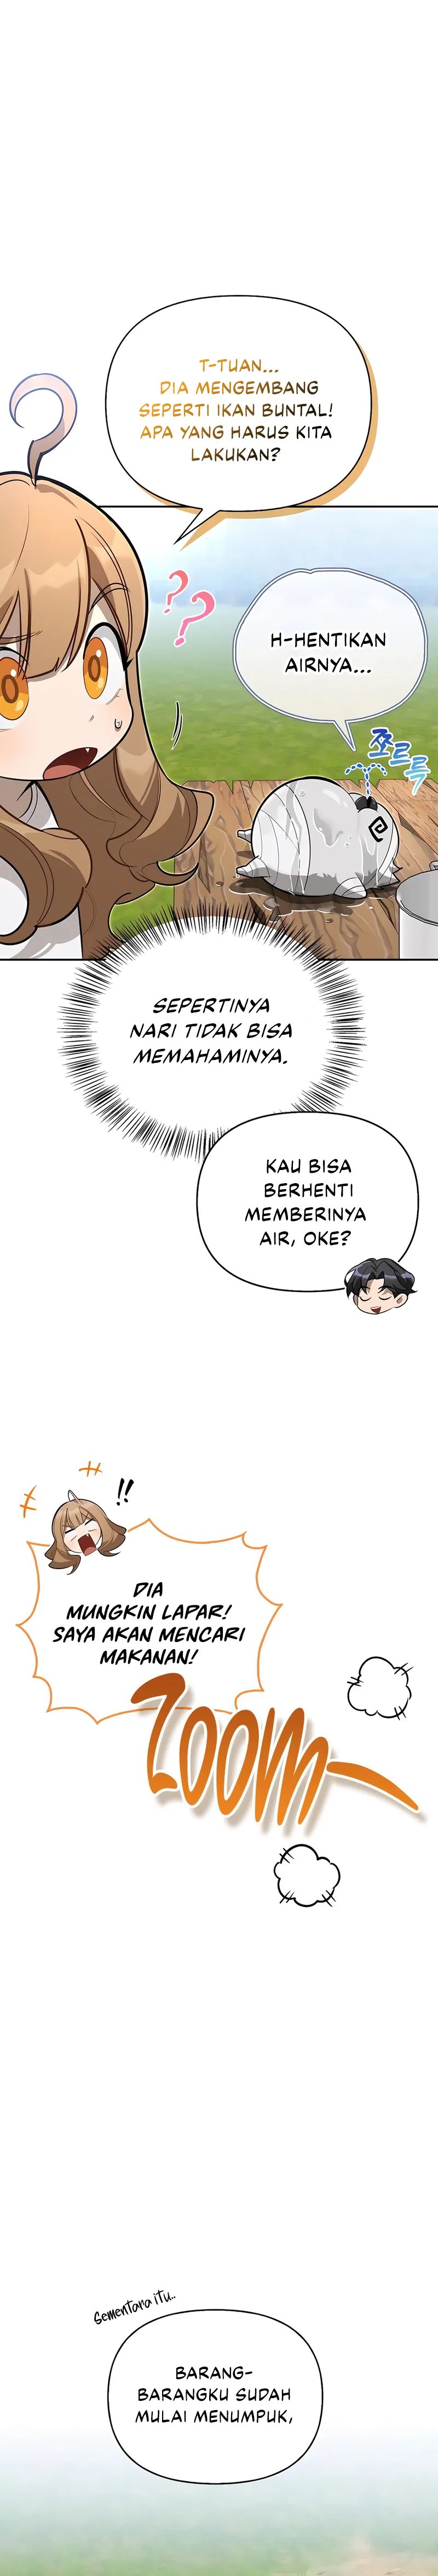 T-TUAN...
DIA MENGEMBANG
SEPERTI IKAN BUNTAL!
APA YANG HARUS KITA
LAKUKAN?
??
H-HENTIKAN
AIRNYA...
쪼르륵
SEPERTINYA
NARI TIDAK BISA
MEMAHAMINYA.
KAU BISA
BERHENTI
MEMBERINYA
AIR, OKE?
!!
DIA
MUNGKIN LAPAR!
SAYA AKAN MENCARI
MAKANAN!
ZOOM
Sementara itu..
BARANG-
BARANGKU SUDAH
MULAI MENUMPUK,